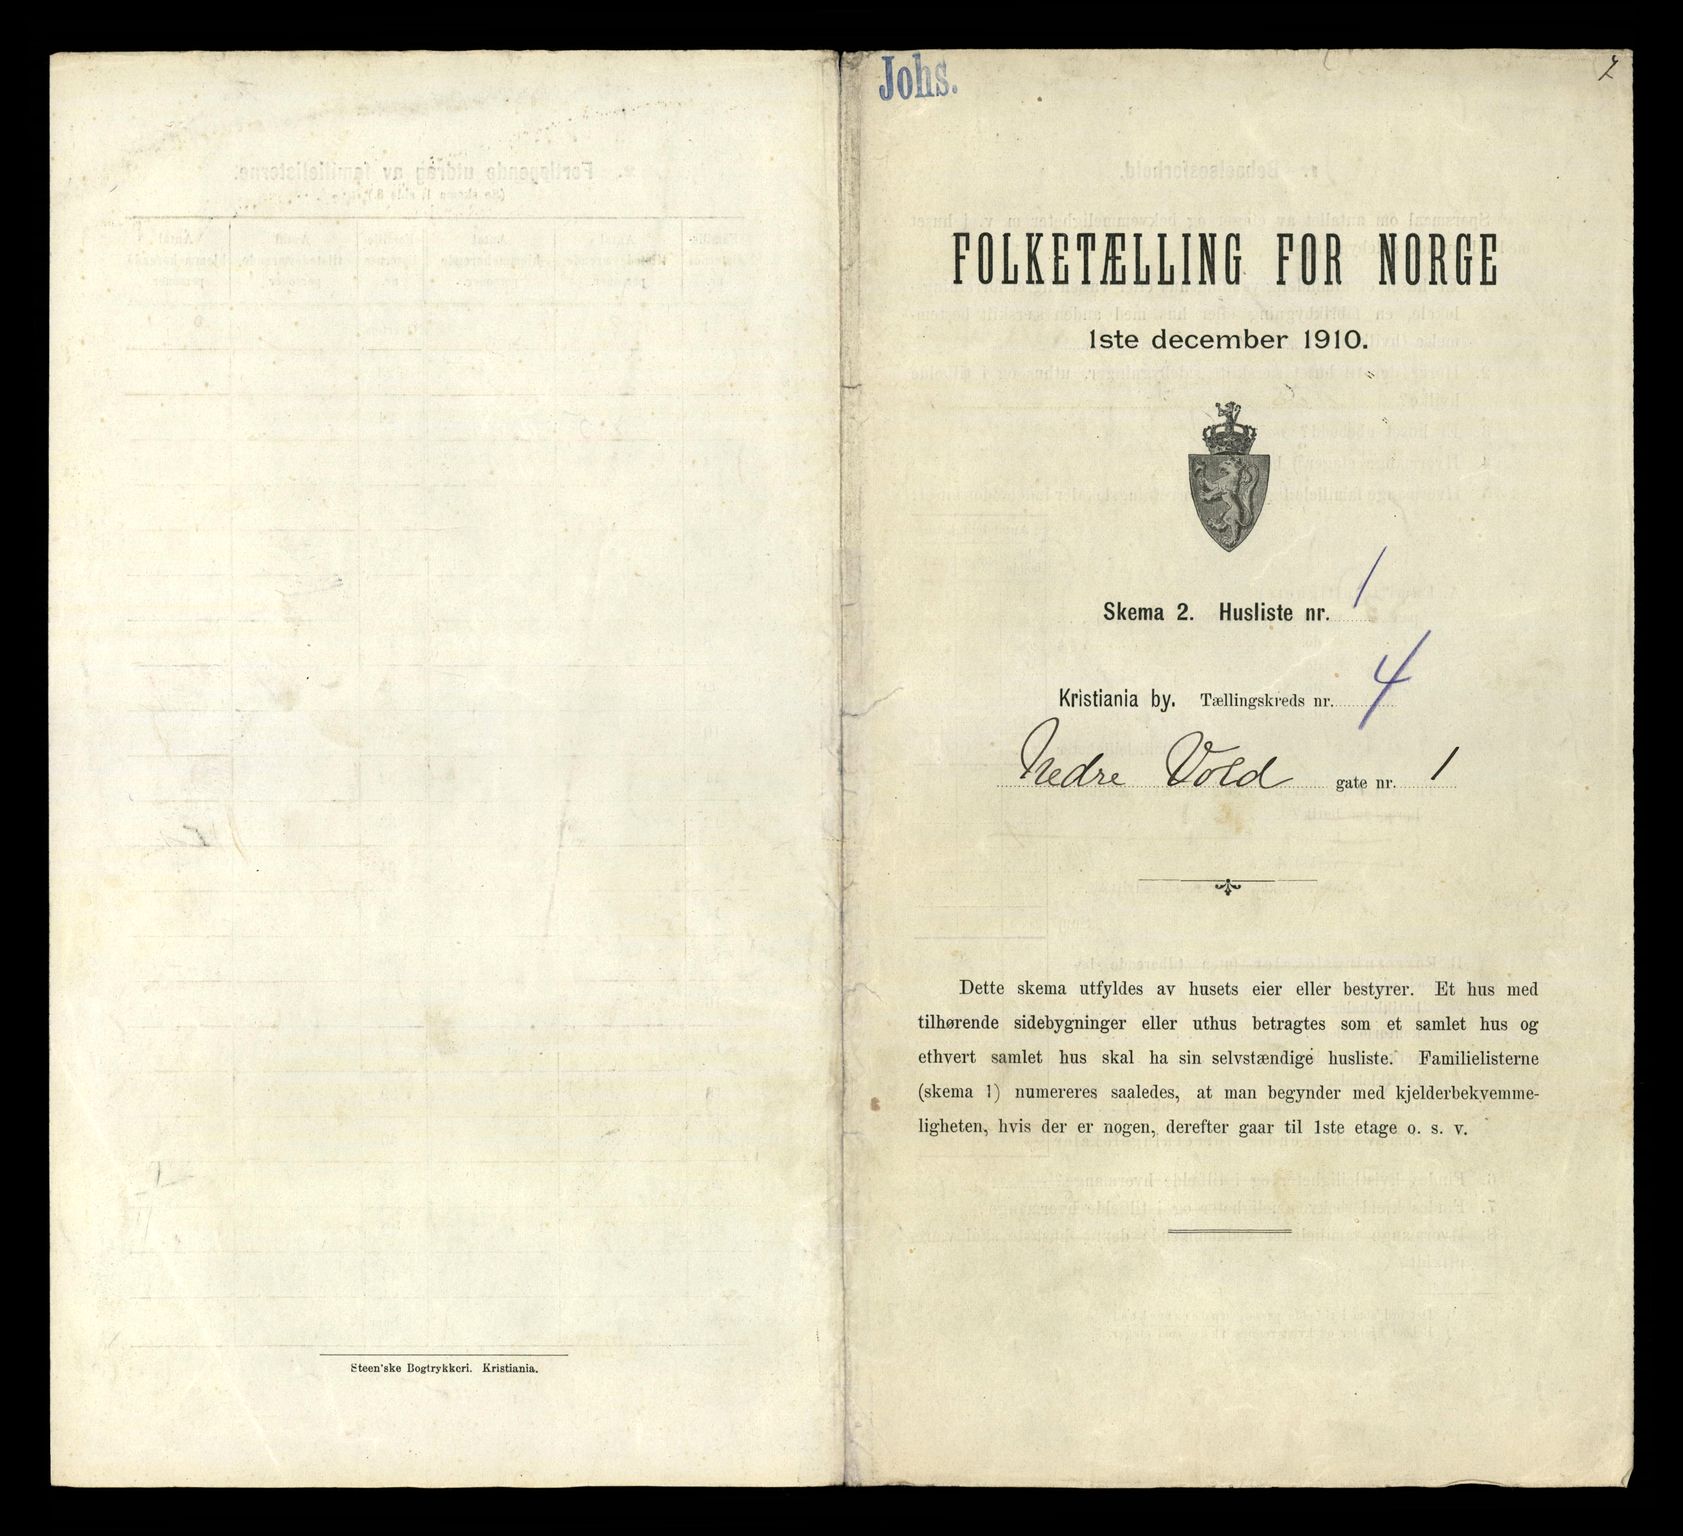 Johs.
FOLKETÆLLING FOR NORGE
1ste december 1910.
Skema 2. Husliste nr. 1
Kristiania by. Tællingskreds nr. 4
Nedre Vold gate nr. 1
Dette skema utfyldes av husets eier eller bestyrer. Et hus med
tilhørende sidebygninger eller uthus betragtes som et samlet hus og
ethvert samlet hus skal ha sin selvstændige husliste. Familielisterne
(skema 1) numereres saaledes, at man begynder med kjelderbekvemme-
ligheten, hvis der er nogen, derefter gaar til 1ste etage o. s. v.
Steen'ske Bogtrykkeri. Kristiania.